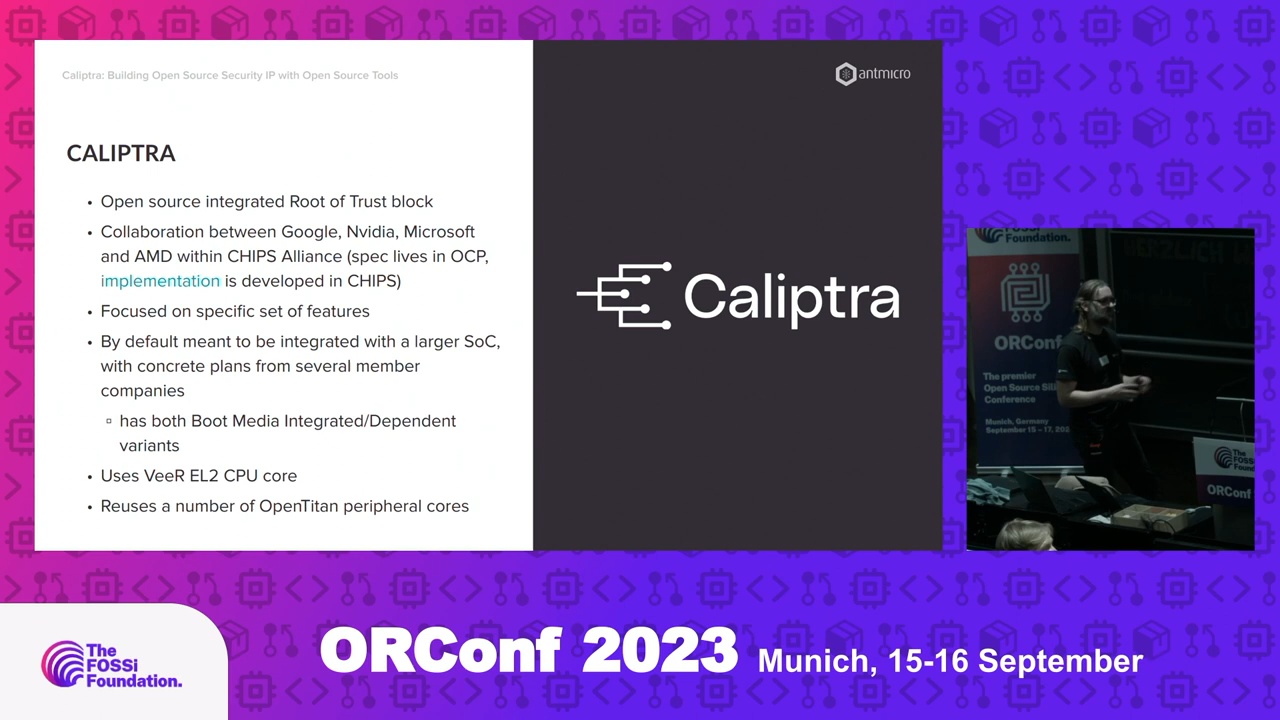 Caliptra: Building Open Source Security IP with Open Source Tools
antmicro
CALIPTRA
• Open source integrated Root of Trust block
• Collaboration between Google, Nvidia, Microsoft
and AMD within CHIPS Alliance (spec lives in OCP,
implementation is developed in CHIPS)
• Focused on specific set of features
• By default meant to be integrated with a larger SoC,
with concrete plans from several member
companies
▫ has both Boot Media Integrated/Dependent
variants
• Uses VeeR EL2 CPU core
• Reuses a number of OpenTitan peripheral cores
Caliptra
Foundation.
HERZLICH
ORConf
The premier
Open Source
Conference
Munich, Germany
September 15 – 17,
The
FOSSi
ORConf
The
FOSSi
Foundation.
ORConf 2023 Munich, 15-16 September